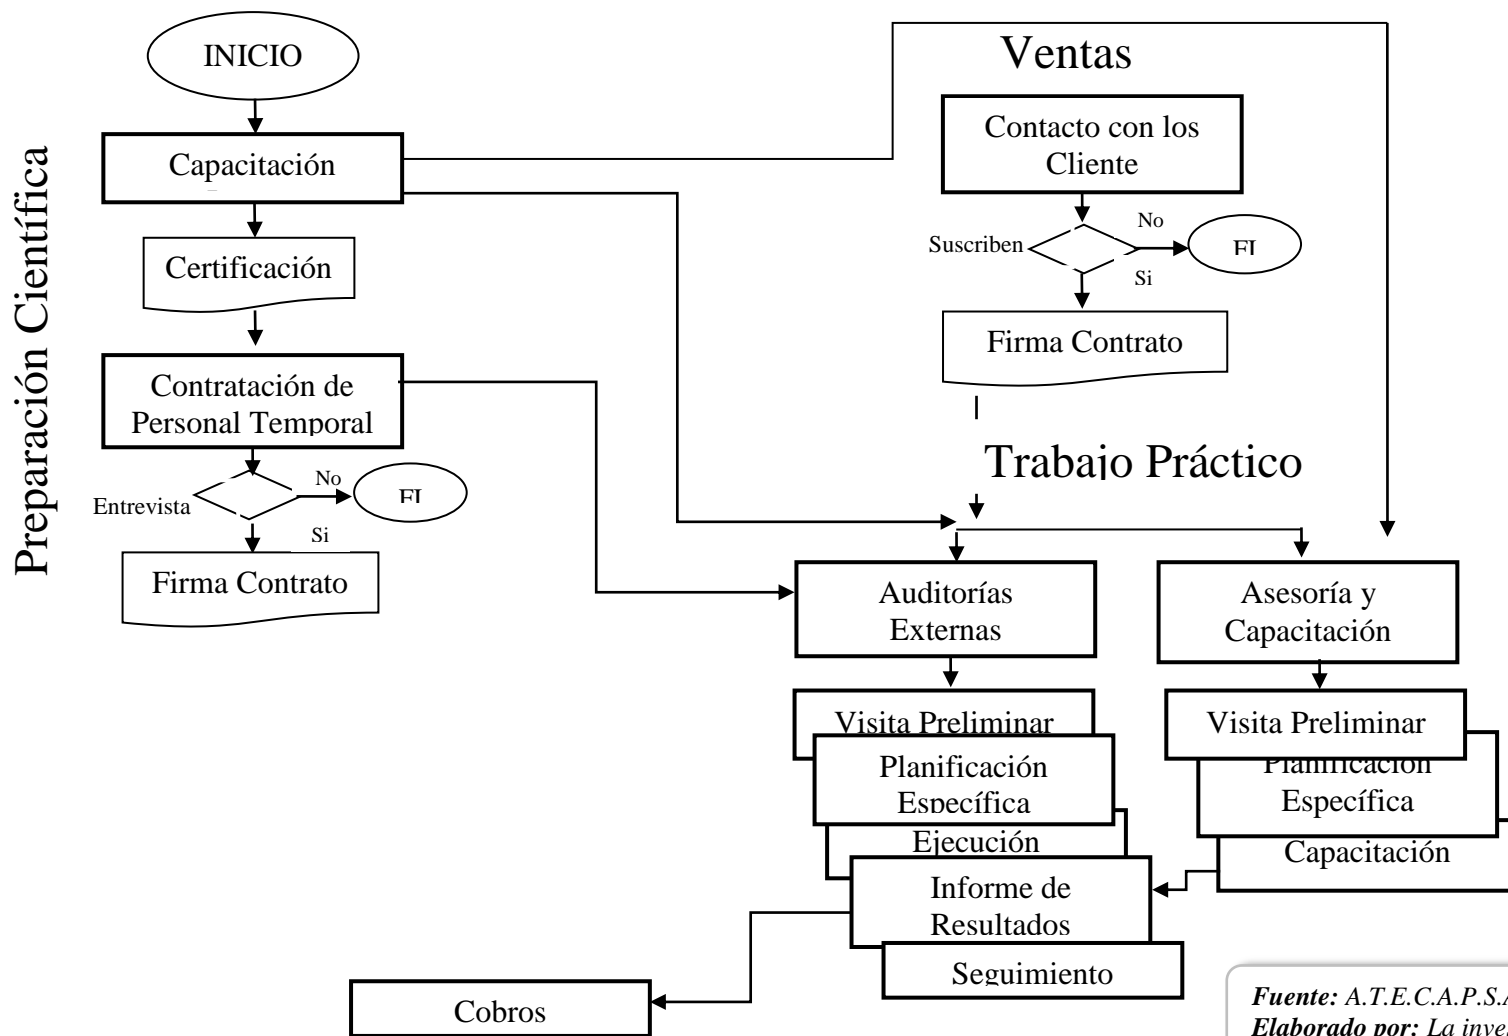 Preparación Científica
INICIO
Capacitación
Certificación
Contratación de
Personal Temporal
Entrevista
No
Si
Firma Contrato
Ventas
Contacto con los
Cliente
Suscriben
No
Si
Firma Contrato
Trabajo Práctico
Auditorías
Externas
Visita Preliminar
Planificación
Específica
Ejecución
Informe de
Resultados
Seguimiento
Cobros
Asesoría y
Capacitación
Visita Preliminar
Planificación
Específica
Capacitación
Fuente: A.T.E.C.A.P.S.A
Elaborado por: La